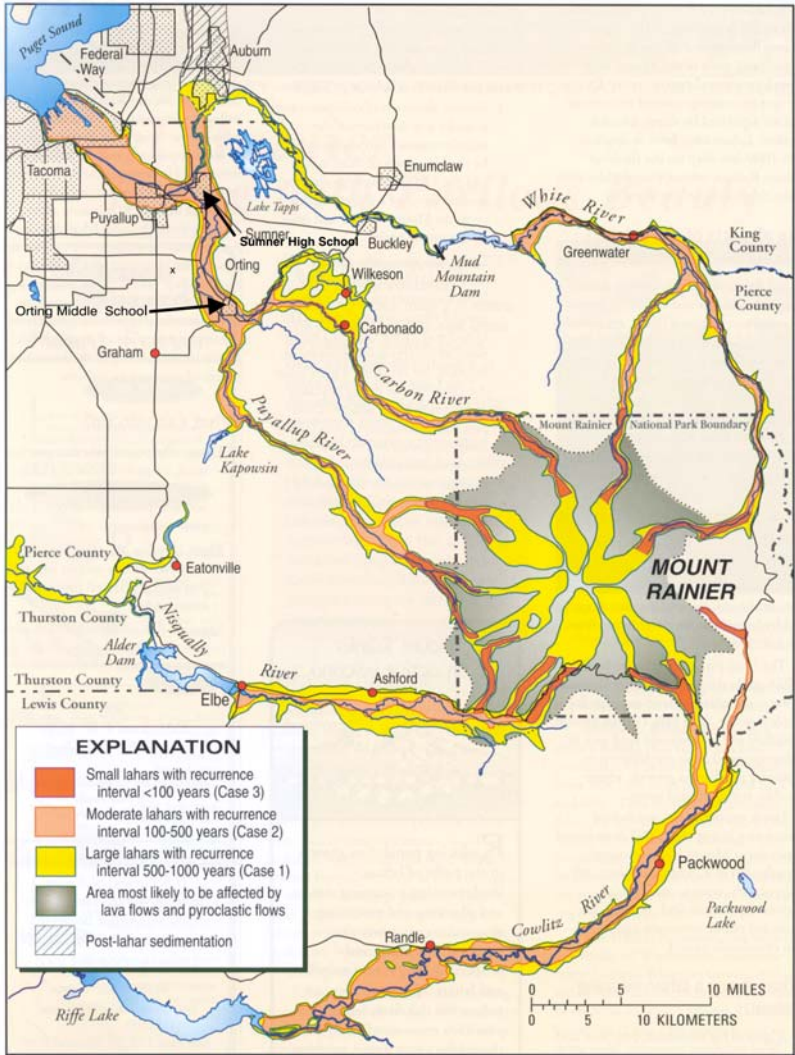 Puget Sound
Federal
Way
Auburn
Tacoma
Puyallup
Lake Tapps
Enumclaw
Sumner
Sumner High School
Buckley
White River
Greenwater
King
County
Pierce
County
Mud
Mountain
Dam
Orting
Wilkeson
x
Orting Middle School
Carbonado
Graham
Carbon River
Puyallup River
Mount Rainier
National Park Boundary
Lake
Kapowsin
MOUNT
RAINIER
Pierce County
Eatonville
Thurston County
Nisqually
River
Alder
Dam
Thurston County
Lewis County
Elbe
Ashford
EXPLANATION
Small lahars with recurrence
interval <100 years (Case 3)
Moderate lahars with recurrence
interval 100-500 years (Case 2)
Large lahars with recurrence
interval 500-1000 years (Case 1)
Area most likely to be affected by
lava flows and pyroclastic flows
Post-lahar sedimentation
Packwood
Packwood
Lake
Cowlitz River
Randle
Riffe Lake
0 5 10 MILES
0 5 10 KILOMETERS